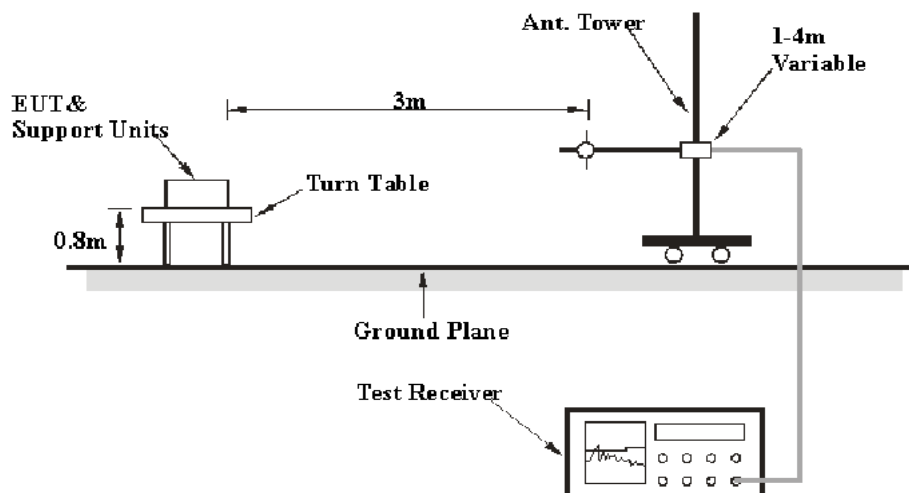 Ant. Tower
1-4m
Variable
3m
EUT &
Support Units
Turn Table
0.8m
Ground Plane
Test Receiver